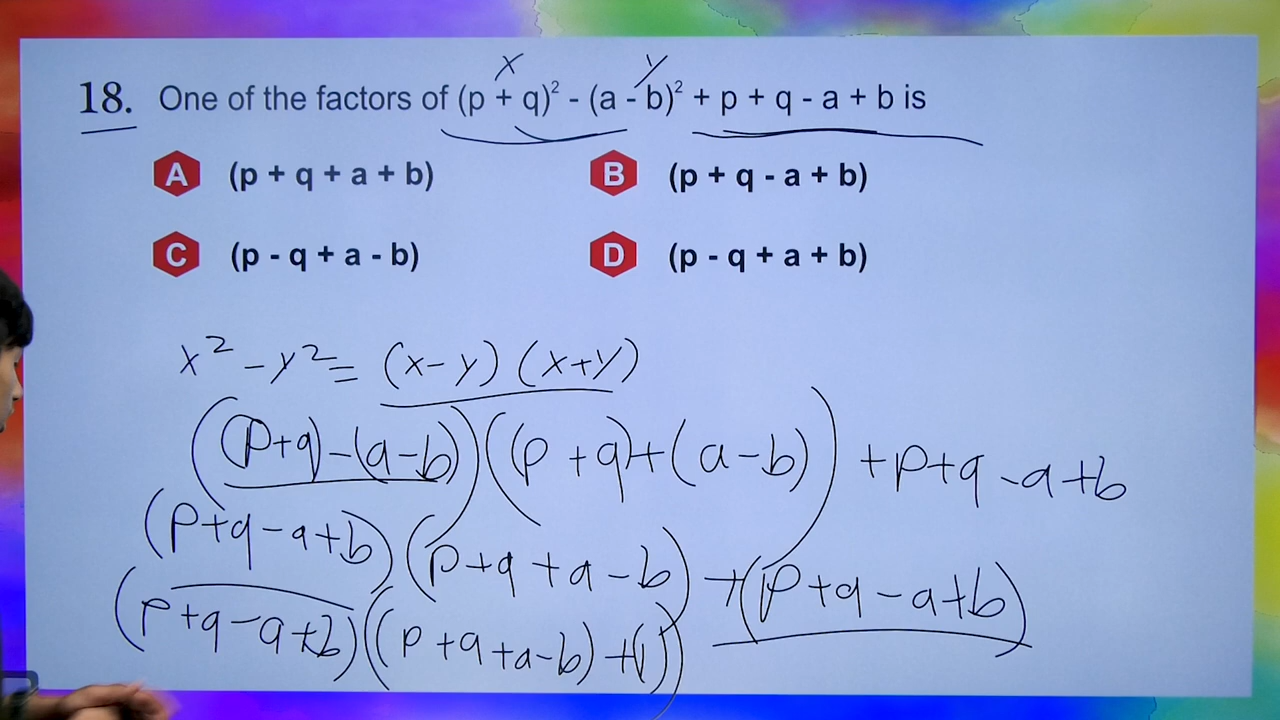 x y
18. One of the factors of (p + q)² - (a - b)² + p + q - a + b is
A (p + q + a + b) B (p + q - a + b)
C (p - q + a - b) D (p - q + a + b)
x² - y² = (x-y) (x+y)
((p+q)-(a-b))((p+q)+(a-b)) +p+q-a+b
(p+q-a+b)(p+q+a-b) +(p+q-a+b)
(p+q-a+b)((p+q+a-b)+(1))